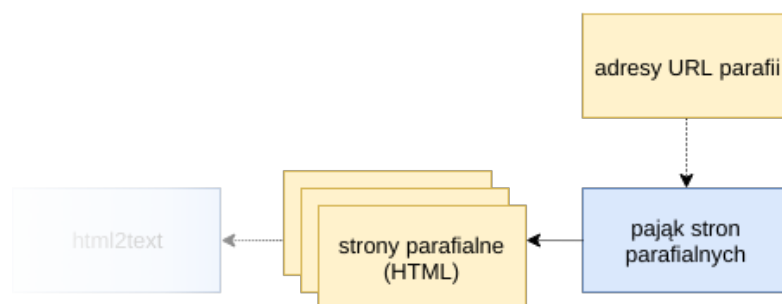 adresy URL parafii
html2text
strony parafialne
(HTML)
pająk stron
parafialnych